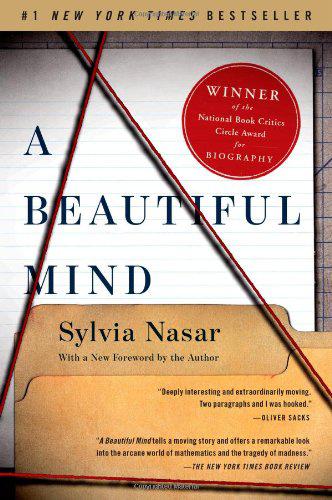 #1 NEW YORK TIMES BESTSELLER
WINNER
of the
National Book Critics
Circle Award
for
BIOGRAPHY
A
BEAUTIFUL
MIND
Sylvia Nasar
With a New Foreword by the Author
"Deeply interesting and extraordinarily moving.
Two paragraphs and I was hooked."
—OLIVER SACKS
"A Beautiful Mind tells a moving story and offers a remarkable look
into the arcane world of mathematics and the tragedy of madness."
—THE NEW YORK TIMES BOOK REVIEW
Copyrighted Material